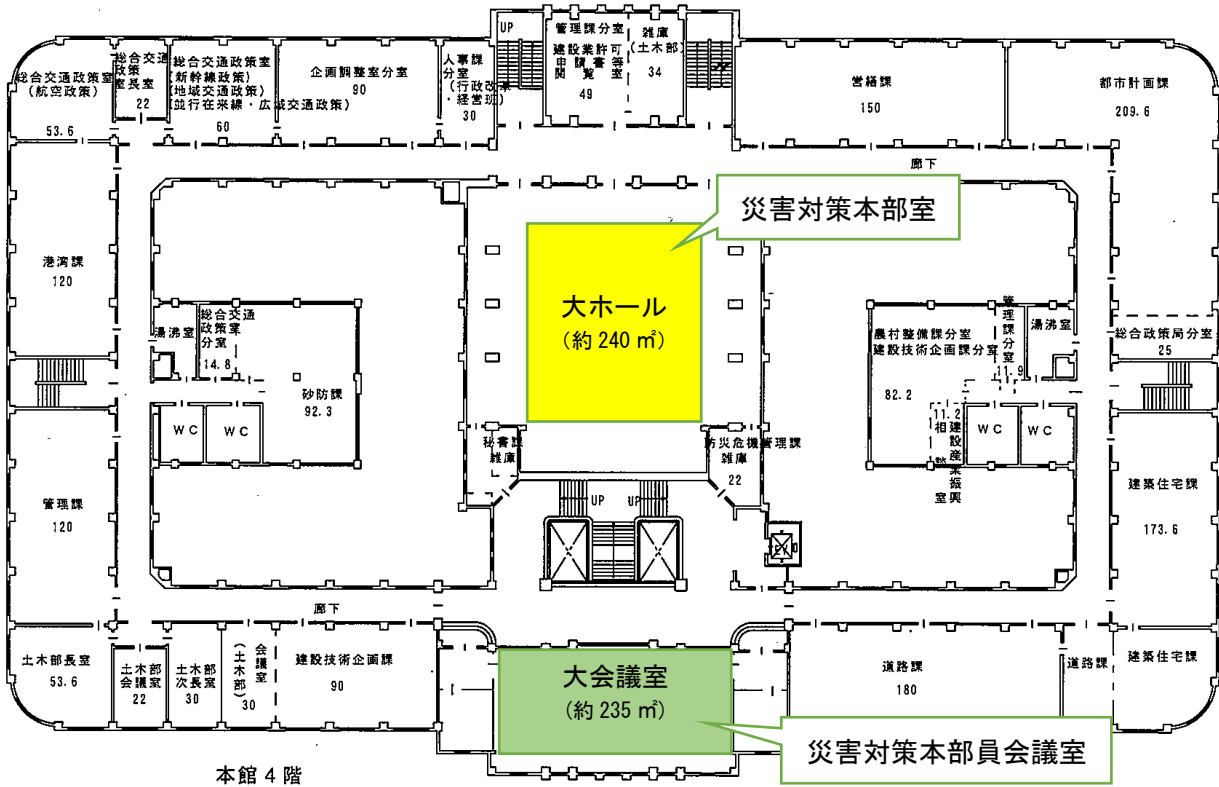 総合交通政策室
(航空政策)
53.6
総合交通
政策
室長室
22
総合交通政策室
(新幹線政策)
(地域交通政策)
(並行在来線・広域交通政策)
60
企画調整室分室
90
人事課
分室
(行政改革
・経営班)
30
UP
管理課分室
建設業許可
申請書等
閲覧室
49
雑庫
(土木部)
34
営繕課
150
都市計画課
209.6
廊下
災害対策本部室
港湾課
120
湯沸室
総合交通
政策室
分室
14.8
砂防課
92.3
WC
WC
大ホール
(約 240 ㎡)
農村整備課分室
建設技術企画課分室
82.2
管理課分室
11.9
湯沸室
総合政策局分室
25
11.2
建設産業振興
相談室
WC
WC
秘書課
雑庫
防災危機管理課
雑庫
22
管理課
120
UP
UP
EV
建築住宅課
173.6
廊下
土木部長室
53.6
土木部
会議室
22
土木部
次長室
30
会議室
(土木部)
30
建設技術企画課
90
大会議室
(約 235 ㎡)
道路課
180
道路課
建築住宅課
災害対策本部員会議室
本館 4 階